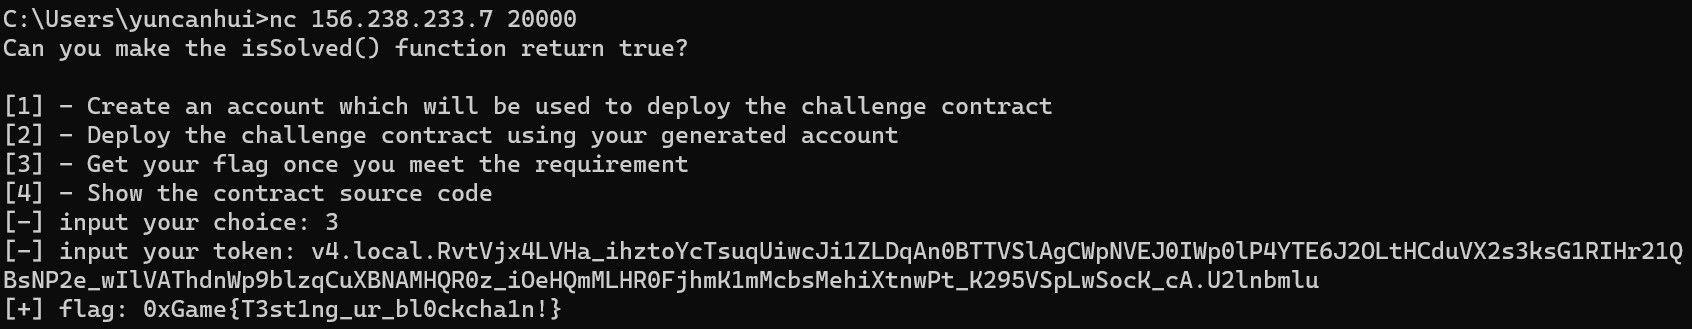 C:\Users\yuncanhui>nc 156.238.233.7 20000
Can you make the isSolved() function return true?
[1] - Create an account which will be used to deploy the challenge contract
[2] - Deploy the challenge contract using your generated account
[3] - Get your flag once you meet the requirement
[4] - Show the contract source code
[-] input your choice: 3
[-] input your token: v4.local.RvtVjx4LVHa_ihztoYcTsuqUiwcJi1ZLDqAn0BTTVSlAgCWpNVEJ0IWp0lP4YTE6J2OLtHCduVX2s3ksG1RIHr21Q
BsNP2e_wIlVAThdnWp9blzqCuXBNAMHQR0z_iOeHQmMLHR0FjhmK1mMcbsMehiXtnwPt_K295VSpLwSocK_cA.U2lnbmlu
[+] flag: 0xGame{T3st1ng_ur_bl0ckcha1n!}